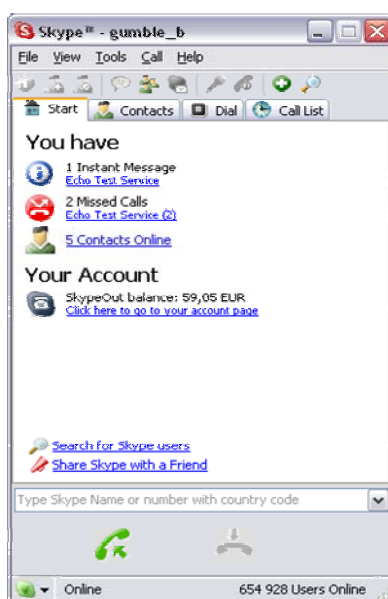 Skype™ - gumble_b
File View Tools Call Help
Start Contacts Dial Call List
You have
1 Instant Message
Echo Test Service
2 Missed Calls
Echo Test Service (2)
5 Contacts Online
Your Account
SkypeOut balance: 59,05 EUR
Click here to go to your account page
Search for Skype users
Share Skype with a Friend
Type Skype Name or number with country code
Online 654 928 Users Online